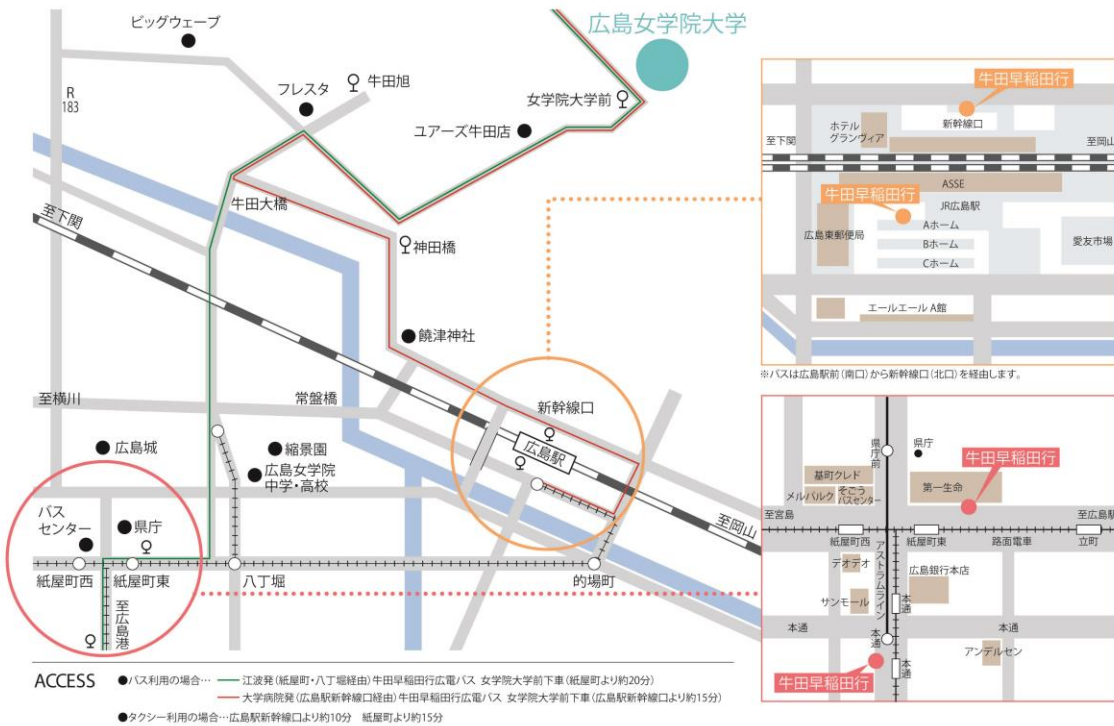 ビッグウェーブ
広島女学院大学
R
183
フレスタ
牛田旭
女学院大学前
ユアーズ牛田店
牛田大橋
至下関
神田橋
饒津神社
至横川
常盤橋
新幹線口
広島駅
広島城
縮景園
広島女学院
中学・高校
バス
センター
県庁
至岡山
紙屋町西
紙屋町東
八丁堀
的場町
至広島港
牛田早稲田行
新幹線口
ホテル
グランヴィア
至下関
至岡山
ASSE
牛田早稲田行
JR広島駅
広島東郵便局
Aホーム
Bホーム
Cホーム
愛友市場
エールエール A館
※バスは広島駅前(南口)から新幹線口(北口)を経由します。
県庁前
県庁
牛田早稲田行
基町クレド
メルパルク
そごう
バスセンター
第一生命
至宮島
至広島駅
紙屋町西
紙屋町東
路面電車
立町
アストラムライン
デオデオ
広島銀行本店
サンモール
本通
本通
本通
本通
アンデルセン
本通
牛田早稲田行
ACCESS
●バス利用の場合… 江波発(紙屋町・八丁堀経由)牛田早稲田行広電バス 女学院大学前下車(紙屋町より約20分)
大学病院発(広島駅新幹線口経由)牛田早稲田行広電バス 女学院大学前下車(広島駅新幹線口より約15分)
●タクシー利用の場合…広島駅新幹線口より約10分 紙屋町より約15分